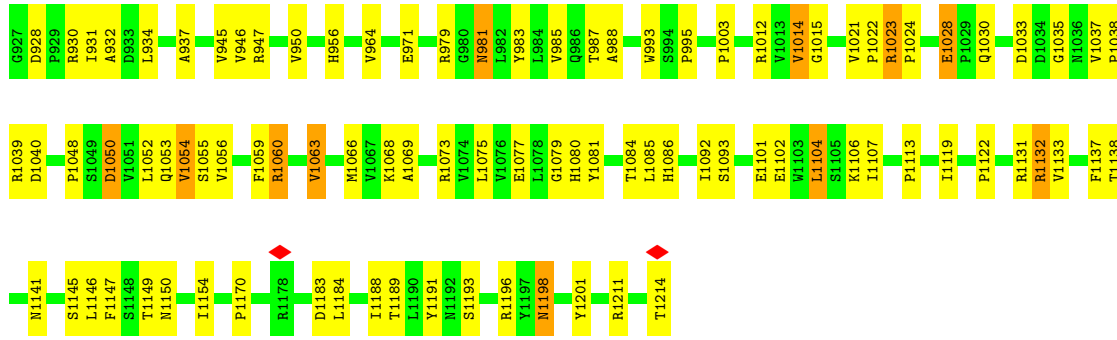 G927 D928 P929 R930 I931 A932 D933 L934 A937 V945 V946 R947 V950 H956 V964 E971 R979 G980 N981 L982 Y983 L984 V985 Q986 T987 A988 W993 S994 P995 P1003 R1012 V1013 V1014 G1015 V1021 P1022 R1023 P1024 E1028 P1029 Q1030 D1033 D1034 G1035 N1036 V1037 P1038
R1039 D1040 P1048 S1049 D1050 V1051 L1052 Q1053 V1054 S1055 V1056 F1059 R1060 V1063 M1066 V1067 K1068 A1069 R1073 V1074 L1075 V1076 E1077 L1078 G1079 H1080 Y1081 T1084 L1085 H1086 I1092 S1093 E1101 E1102 W1103 L1104 S1105 K1106 I1107 P1113 I1119 P1122 R1131 R1132 V1133 F1137 T1138
N1141 S1145 L1146 F1147 S1148 T1149 N1150 I1154 P1170 R1178 D1183 L1184 I1188 T1189 L1190 Y1191 N1192 S1193 R1196 Y1197 N1198 Y1201 R1211 T1214